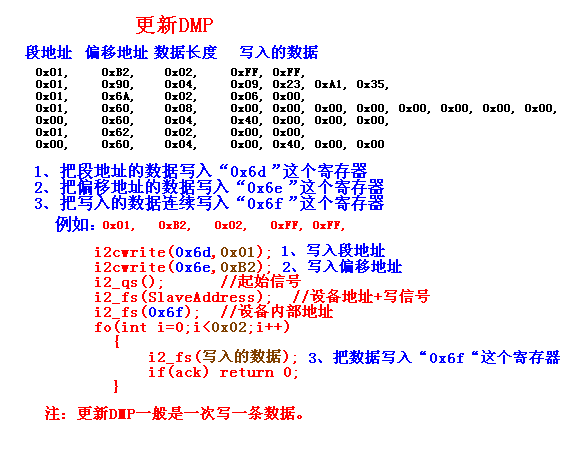 更新DMP
段地址 偏移地址 数据长度 写入的数据
0x01, 0xB2, 0x02, 0xFF, 0xFF,
0x01, 0x90, 0x04, 0x09, 0x23, 0xA1, 0x35,
0x01, 0x6A, 0x02, 0x06, 0x00,
0x01, 0x60, 0x08, 0x00, 0x00, 0x00, 0x00, 0x00, 0x00, 0x00, 0x00,
0x00, 0x60, 0x04, 0x40, 0x00, 0x00, 0x00,
0x01, 0x62, 0x02, 0x00, 0x00,
0x00, 0x60, 0x04, 0x00, 0x40, 0x00, 0x00
1、把段地址的数据写入“0x6d”这个寄存器
2、把偏移地址的数据写入“0x6e”这个寄存器
3、把写入的数据连续写入“0x6f”这个寄存器
例如: 0x01, 0xB2, 0x02, 0xFF, 0xFF,
i2cwrite(0x6d,0x01); 1、写入段地址
i2cwrite(0x6e,0xB2); 2、写入偏移地址
i2_qs(); //起始信号
i2_fs(SlaveAddress); //设备地址+写信号
i2_fs(0x6f); //设备内部地址
fo(int i=0;i<0x02;i++)
{
i2_fs(写入的数据); 3、把数据写入“0x6f“这个寄存器
if(ack) return 0;
}
注: 更新DMP一般是一次写一条数据。